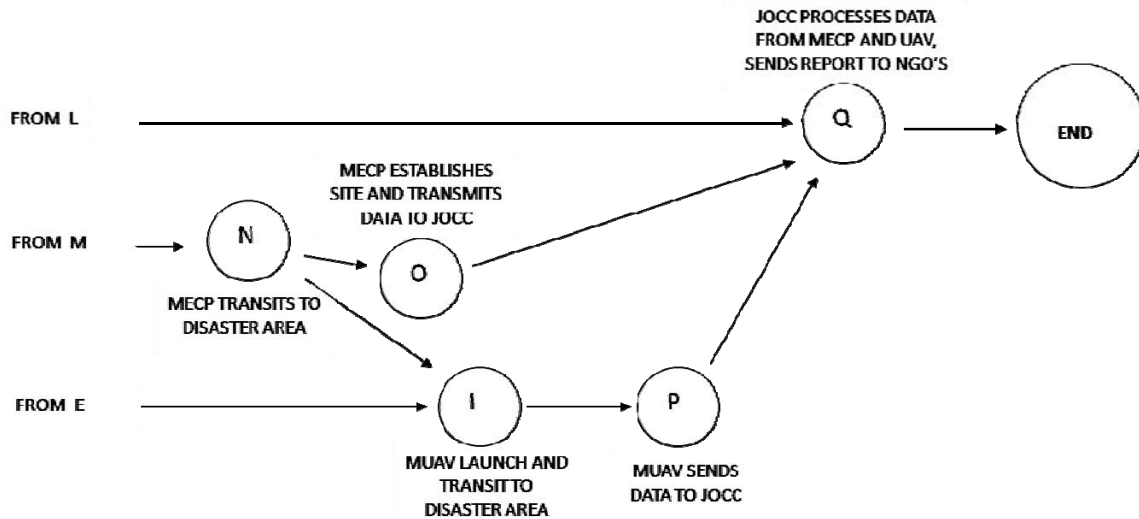 JOCC PROCESSES DATA
FROM MECP AND UAV,
SENDS REPORT TO NGO'S
FROM L
Q
END
MECP ESTABLISHES
SITE AND TRANSMITS
DATA TO JOCC
FROM M
N
O
MECP TRANSITS TO
DISASTER AREA
FROM E
I
P
MUAV LAUNCH AND
TRANSIT TO
DISASTER AREA
MUAV SENDS
DATA TO JOCC